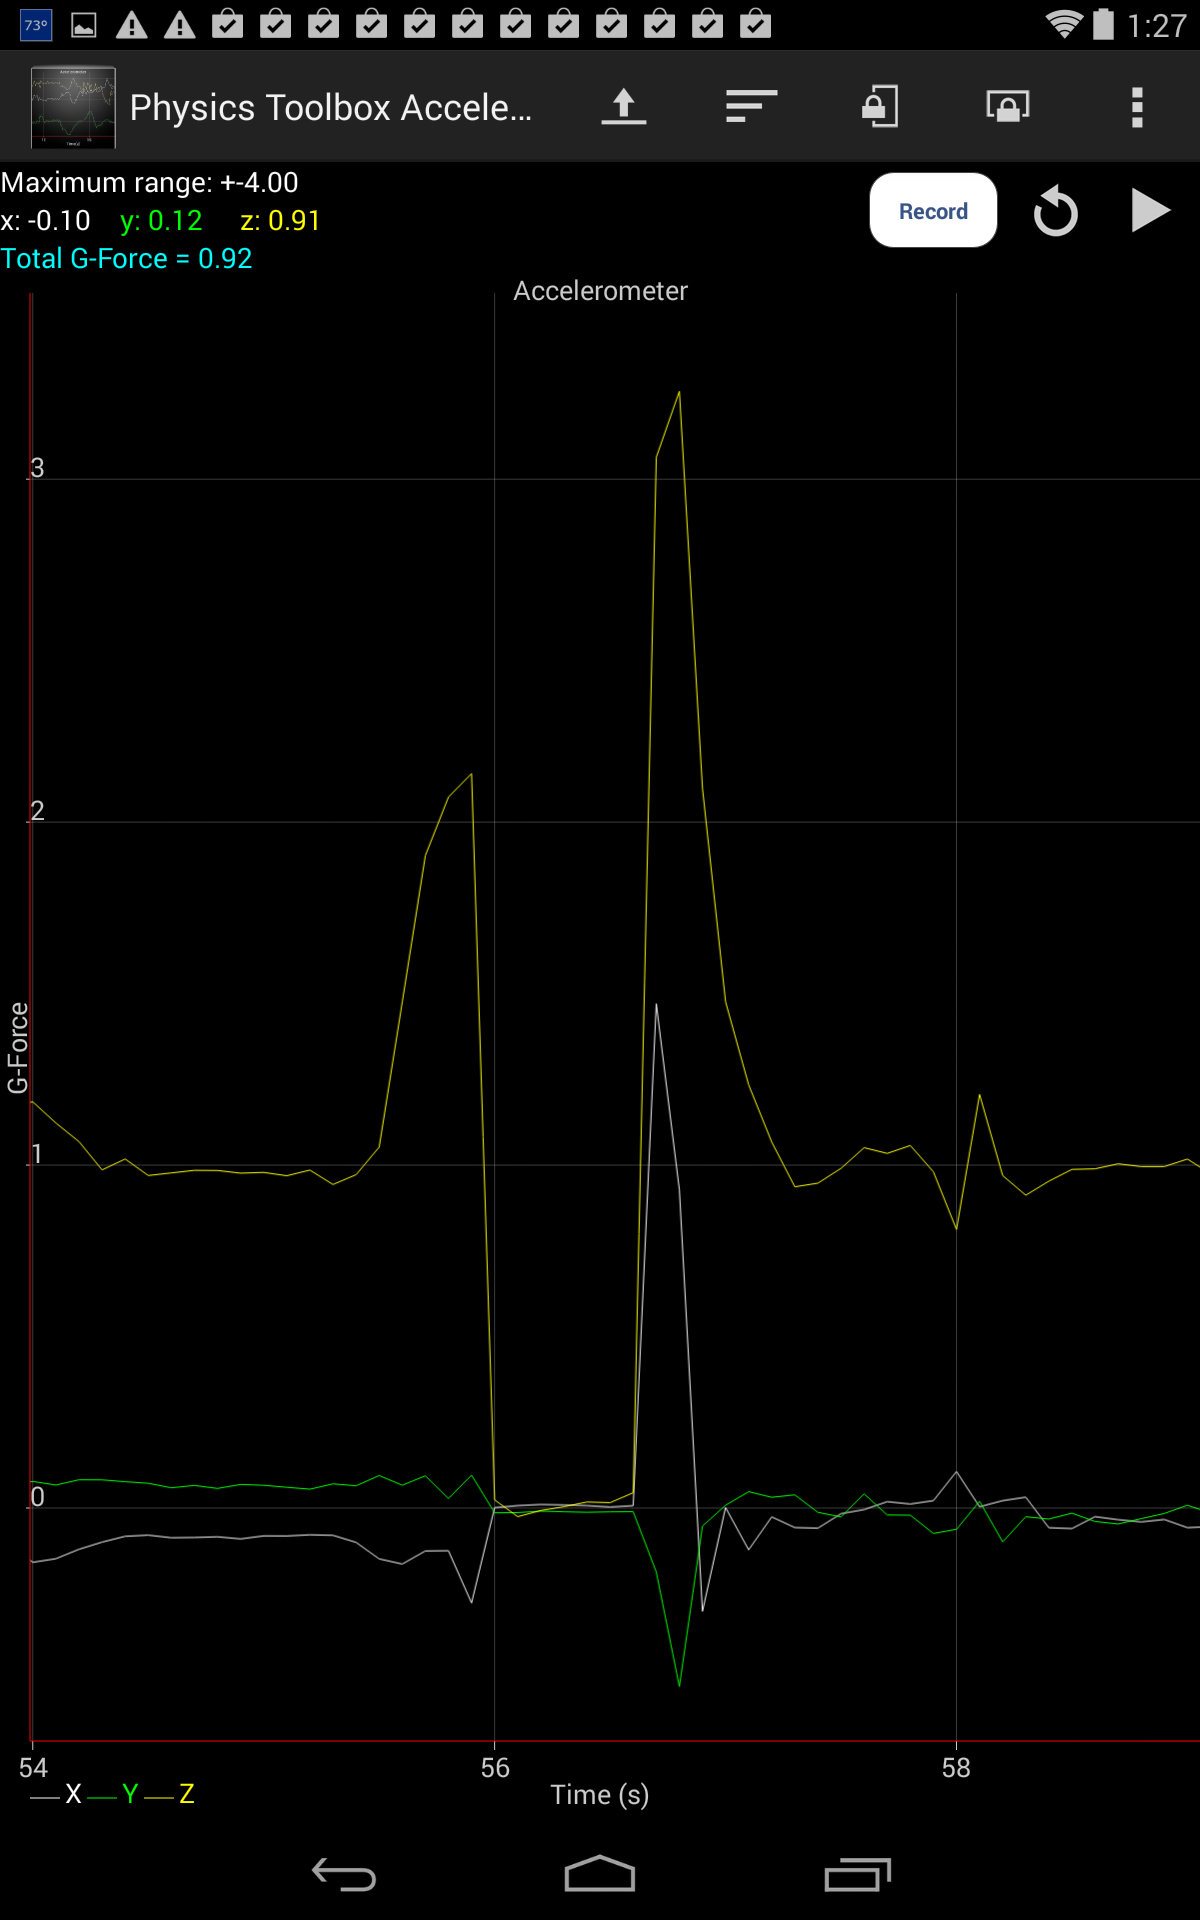 73°
1:27
Physics Toolbox Accele...
Maximum range: +-4.00
x: -0.10 y: 0.12 z: 0.91
Total G-Force = 0.92
Record
Accelerometer
3
2
1
0
G-Force
54 56 58
X Y Z
Time (s)